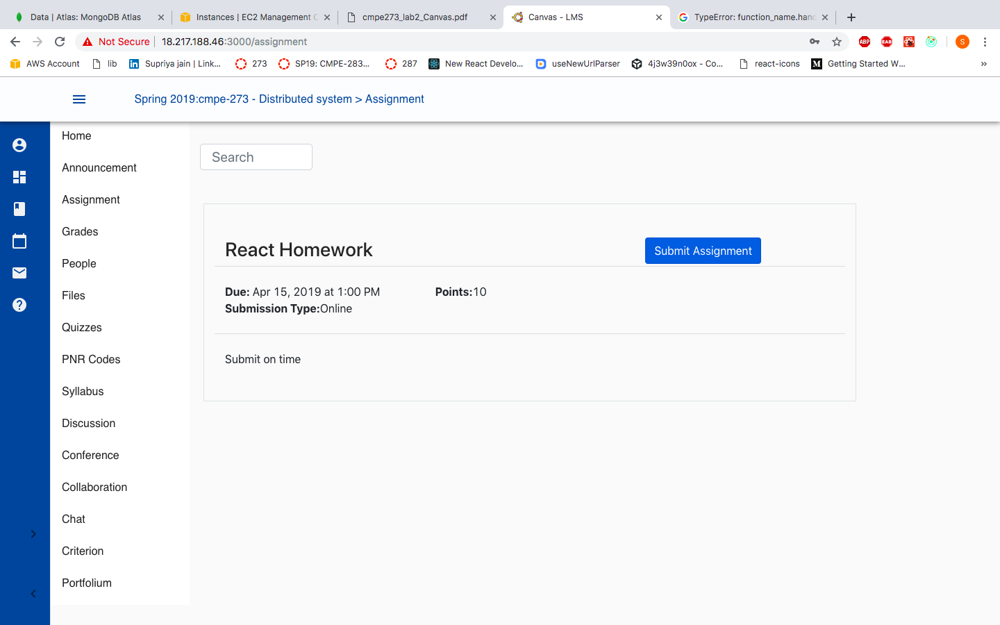 Data | Atlas: MongoDB Atlas
Instances | EC2 Management C
cmpe273_lab2_Canvas.pdf
Canvas - LMS
TypeError: function_name.hand
Not Secure
18.217.188.46:3000/assignment
ABP
EAB
S
AWS Account
lib
Supriya jain | Link...
273
SP19: CMPE-283...
287
New React Develo...
useNewUrlParser
4j3w39n0ox - Co...
react-icons
Getting Started W...
Spring 2019:cmpe-273 - Distributed system > Assignment
Home
Announcement
Assignment
Grades
People
Files
Quizzes
PNR Codes
Syllabus
Discussion
Conference
Collaboration
Chat
Criterion
Portfolium
Search
React Homework
Submit Assignment
Due: Apr 15, 2019 at 1:00 PM
Points:10
Submission Type:Online
Submit on time